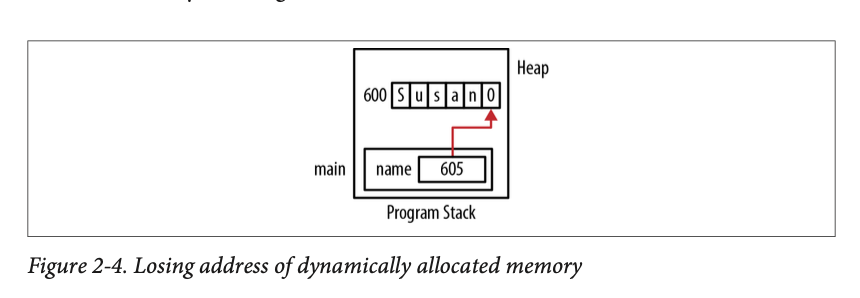 Heap
600 S u s a n 0
main name 605
Program Stack
Figure 2-4. Losing address of dynamically allocated memory